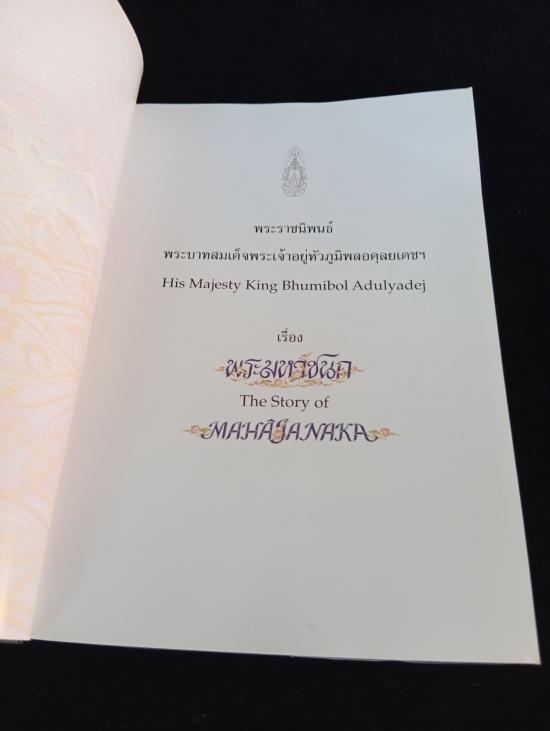 พระราชนิพนธ์
พระบาทสมเด็จพระเจ้าอยู่หัวภูมิพลอดุลยเดชฯ
His Majesty King Bhumibol Adulyadej
เรื่อง
พระมหาชนก
The Story of
MAHĀJANAKA